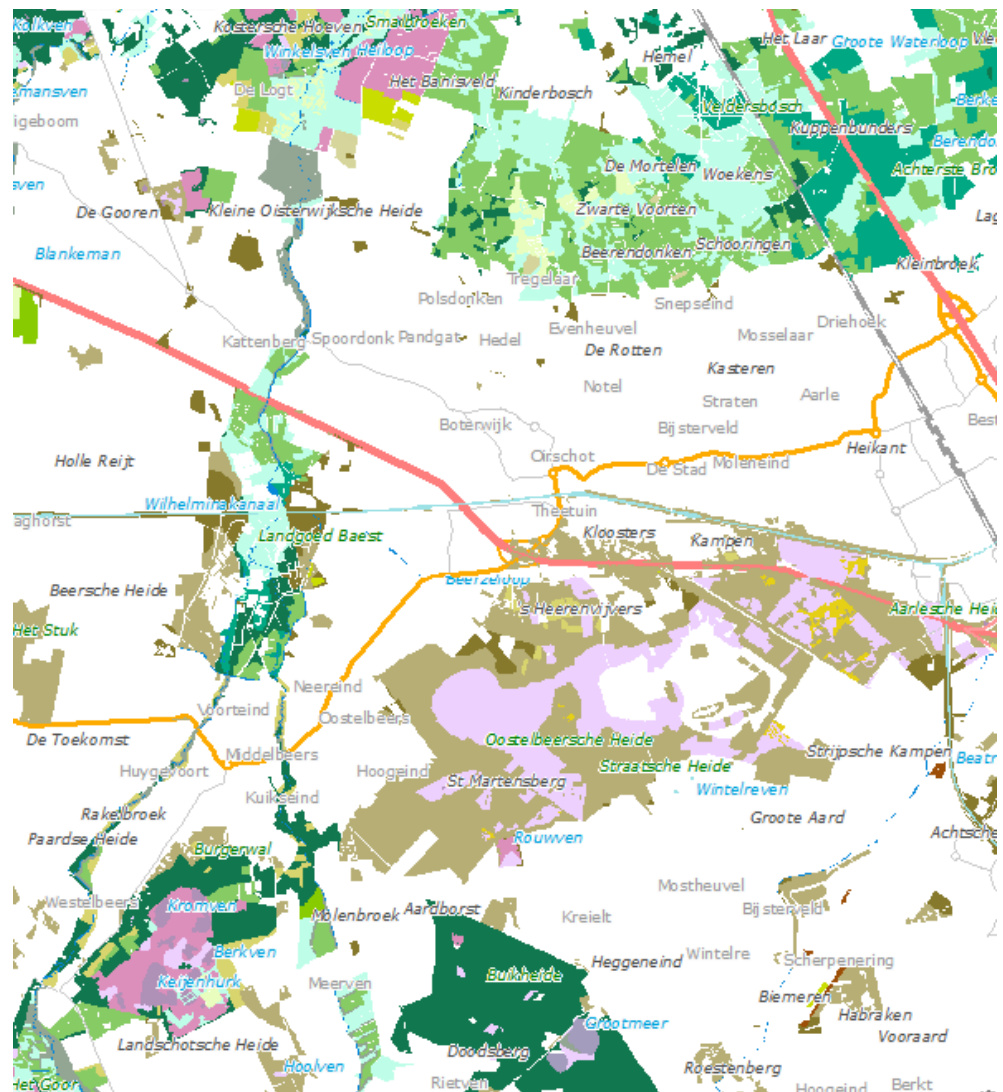 Kolkven
Kostersche Hoeven
Smalbroeken
Winkelsven
Heiloop
Hemel
Het Laar
Groote Waterloop
Het Banisveld
De Logt
Kinderbosch
emansven
Veldersbosch
Kuppenbunders
igeboom
De Mortelen
Woekens
Achterste Bro
sven
De Gooren
Kleine Oisterwijksche Heide
Zwarte Voorten
Lag
Blankeman
Beerendonken
Schooringen
Kleinbroek
Tregelaar
Polsdonken
Snepseind
Evenheuvel
Driehoek
Kattenberg
Spoordonk
Pandgat
Hedel
Mosselaar
De Rotten
Kasteren
Notel
Aarle
Straten
Boterwijk
Bijsterveld
Best
Holle Reijt
Oirschot
De Stad
Moleneind
Heikant
Wilhelminakanaal
Theetuin
aghorst
Landgoed Baest
Kloosters
Kampen
Beersche Heide
Beerzeloop
's Heerenvijvers
Aarlesche Heid
Het Stuk
Neereind
Voorteind
Oostelbeers
De Toekomst
Oostelbeersche Heide
Middelbeers
Strijpsche Kampen
Beatr
Huygevoort
Hoogeind
St Martensberg
Straatsche Heide
Wintelreven
Kuikseind
Rakelbroek
Groote Aard
Paardse Heide
Rouwven
Achtsche
Burgerwal
Mostheuvel
Westelbeers
Kromven
Molenbroek
Aardborst
Kreielt
Bijsterveld
Berkven
Heggeneind
Wintelre
Scherpenering
Keijenhurk
Meerven
Buikheide
Biemeren
Habraken
Grootmeer
Vooraard
Landschotsche Heide
Doodsberg
Hoolven
Roestenberg
Het Goor
Rietven
Hoogeind
Berkt